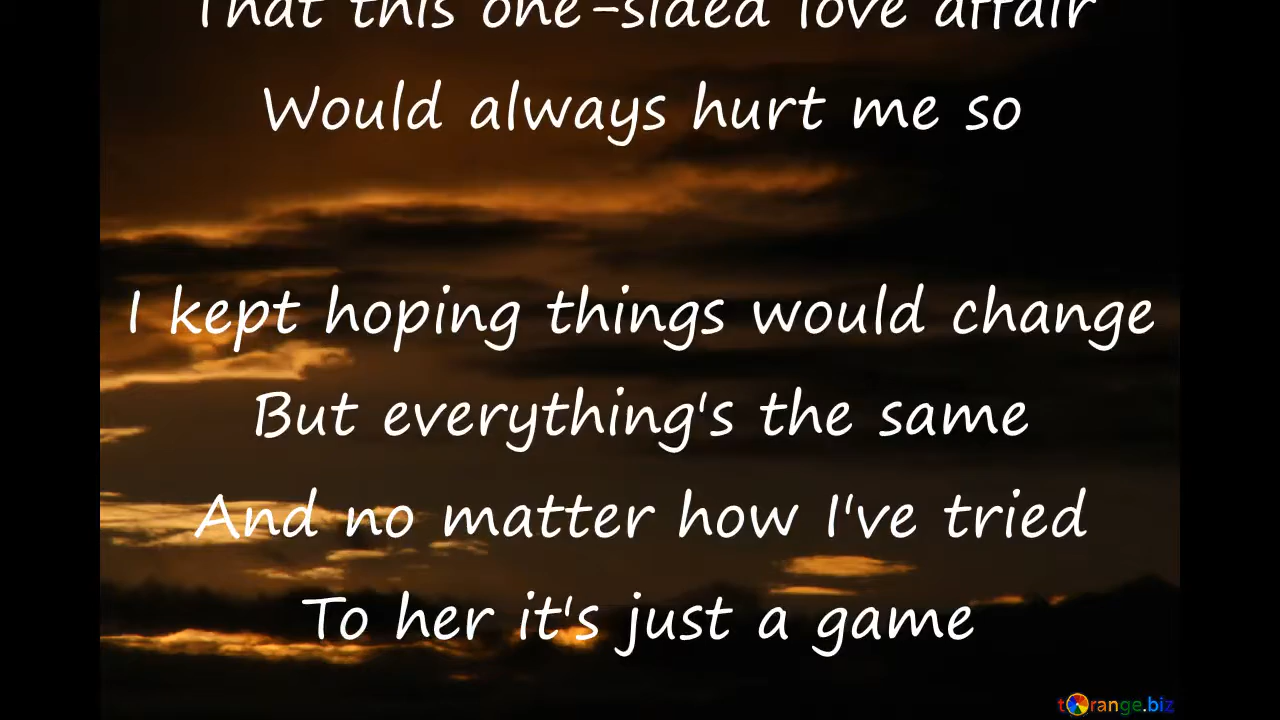 That this one-sided love affair
Would always hurt me so
I kept hoping things would change
But everything's the same
And no matter how I've tried
To her it's just a game
tOrange.biz